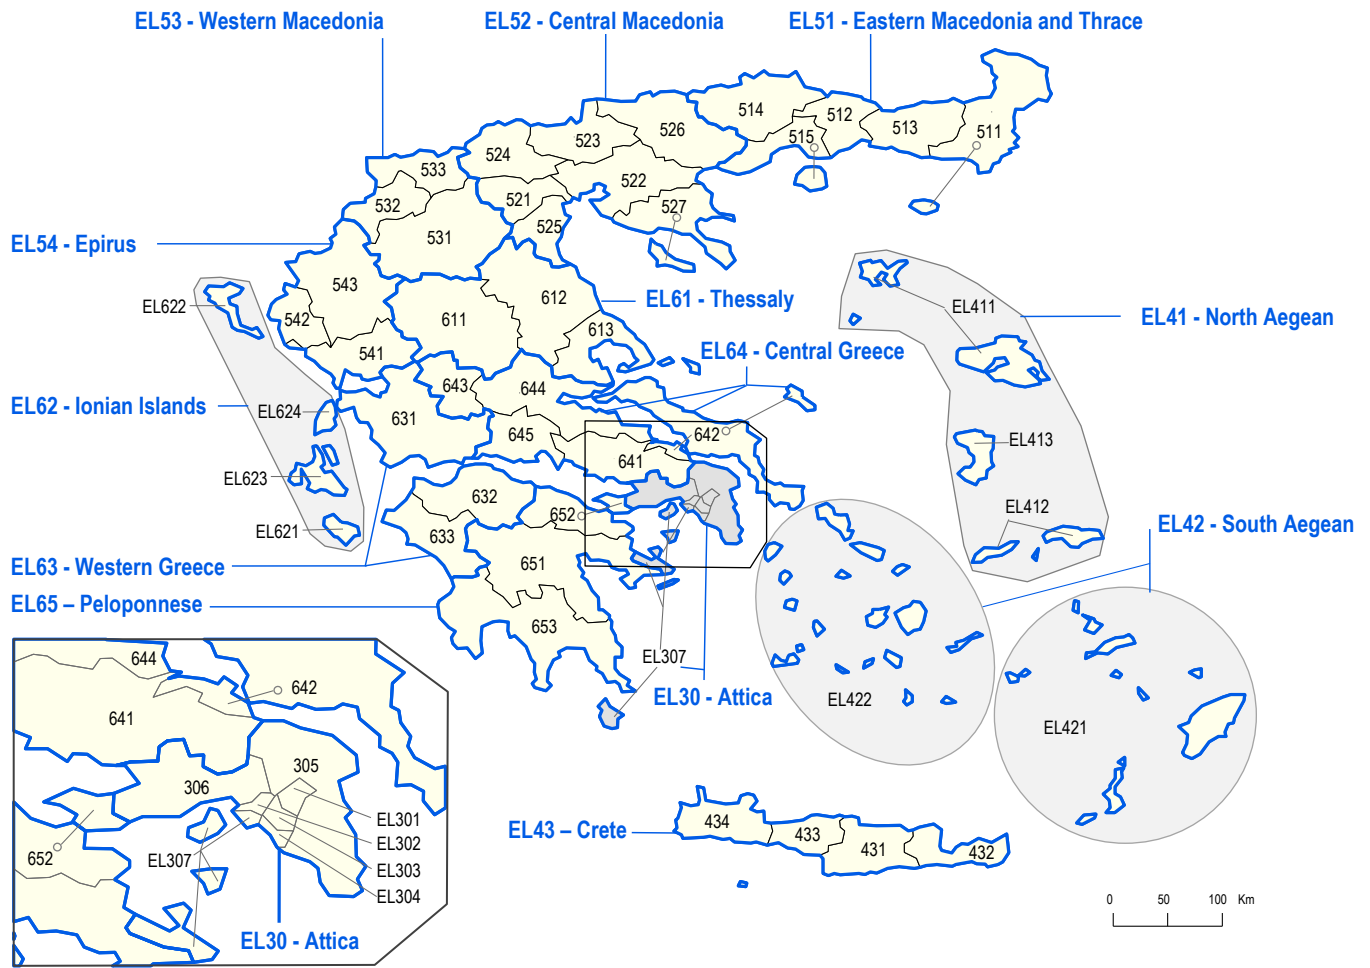 EL53 - Western Macedonia
EL52 - Central Macedonia
EL51 - Eastern Macedonia and Thrace
514
512
515
513
511
526
523
524
533
522
521
527
532
525
531
EL54 - Epirus
543
542
541
EL622
611
612
613
EL61 - Thessaly
EL411
EL41 - North Aegean
EL64 - Central Greece
643
644
EL62 - Ionian Islands
EL624
631
645
642
641
EL413
EL623
632
652
EL412
EL621
633
EL42 - South Aegean
EL63 - Western Greece
651
EL65 – Peloponnese
653
EL307
EL30 - Attica
EL422
EL421
644
642
641
305
306
EL301
EL302
652
EL307
EL303
EL304
EL30 - Attica
EL43 – Crete
434
433
431
432
0 50 100 Km